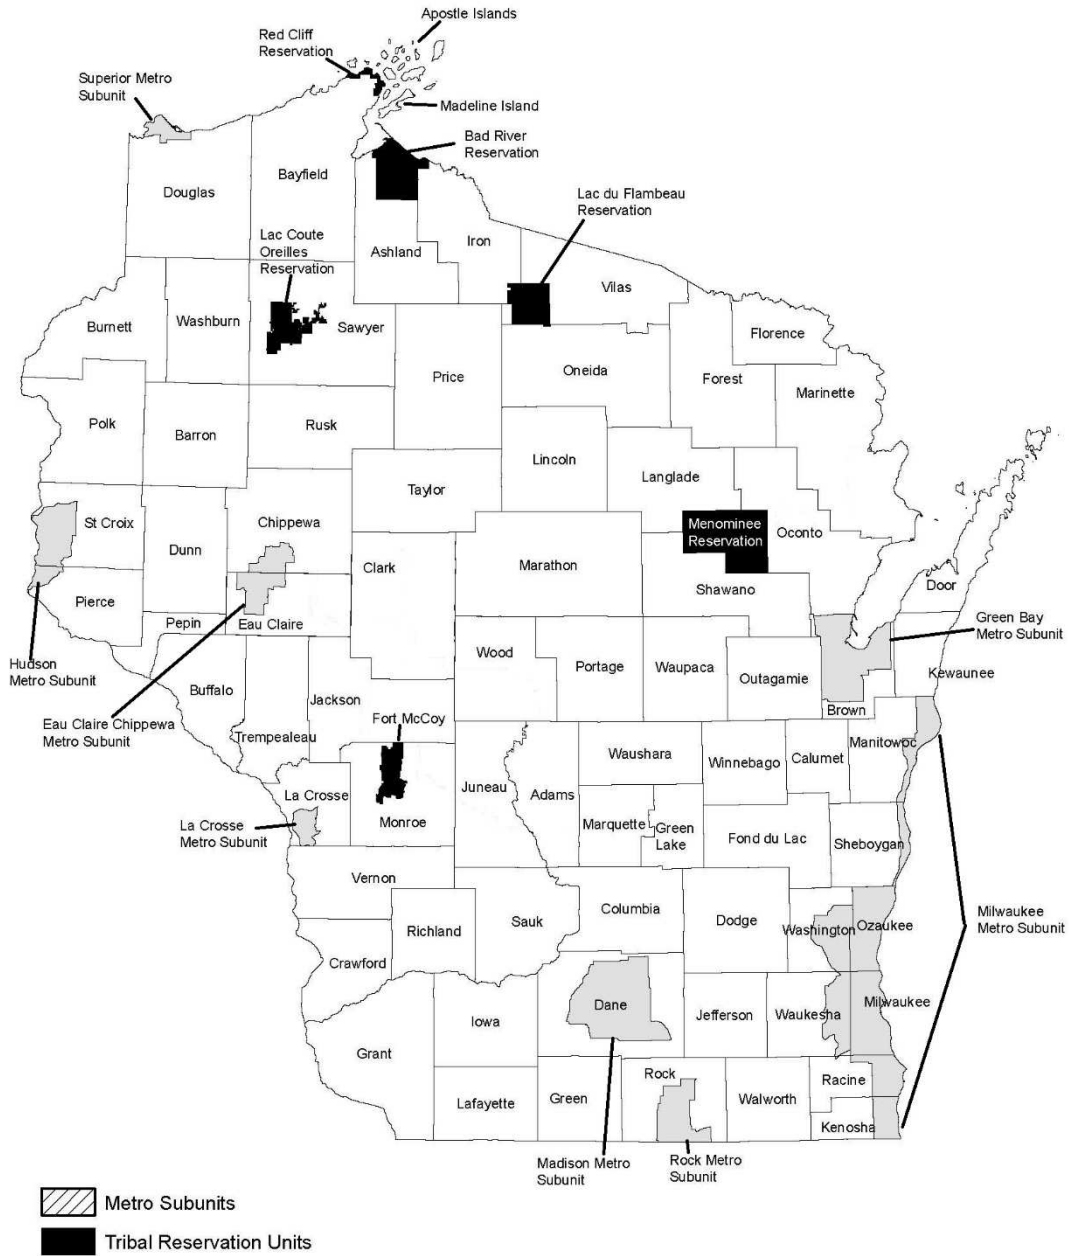 Apostle Islands
Red Cliff
Reservation
Superior Metro
Subunit
Madeline Island
Bad River
Reservation
Bayfield
Douglas
Lac du Flambeau
Reservation
Lac Coute
Oreilles
Reservation
Ashland
Iron
Vilas
Burnett
Washburn
Sawyer
Florence
Price
Oneida
Forest
Marinette
Polk
Barron
Rusk
Lincoln
Langlade
Taylor
St Croix
Chippewa
Menominee
Reservation
Oconto
Dunn
Clark
Marathon
Shawano
Door
Pierce
Pepin
Eau Claire
Green Bay
Metro Subunit
Hudson
Metro Subunit
Wood
Portage
Waupaca
Outagamie
Kewaunee
Buffalo
Jackson
Brown
Eau Claire Chippewa
Metro Subunit
Trempealeau
Fort McCoy
Manitowoc
Waushara
Winnebago
Calumet
La Crosse
Juneau
Adams
La Crosse
Metro Subunit
Monroe
Marquette
Green
Lake
Fond du Lac
Sheboygan
Vernon
Columbia
Dodge
Milwaukee
Metro Subunit
Richland
Sauk
Washington
Ozaukee
Crawford
Dane
Jefferson
Waukesha
Milwaukee
Iowa
Grant
Rock
Racine
Lafayette
Green
Walworth
Kenosha
Madison Metro
Subunit
Rock Metro
Subunit
Metro Subunits
Tribal Reservation Units